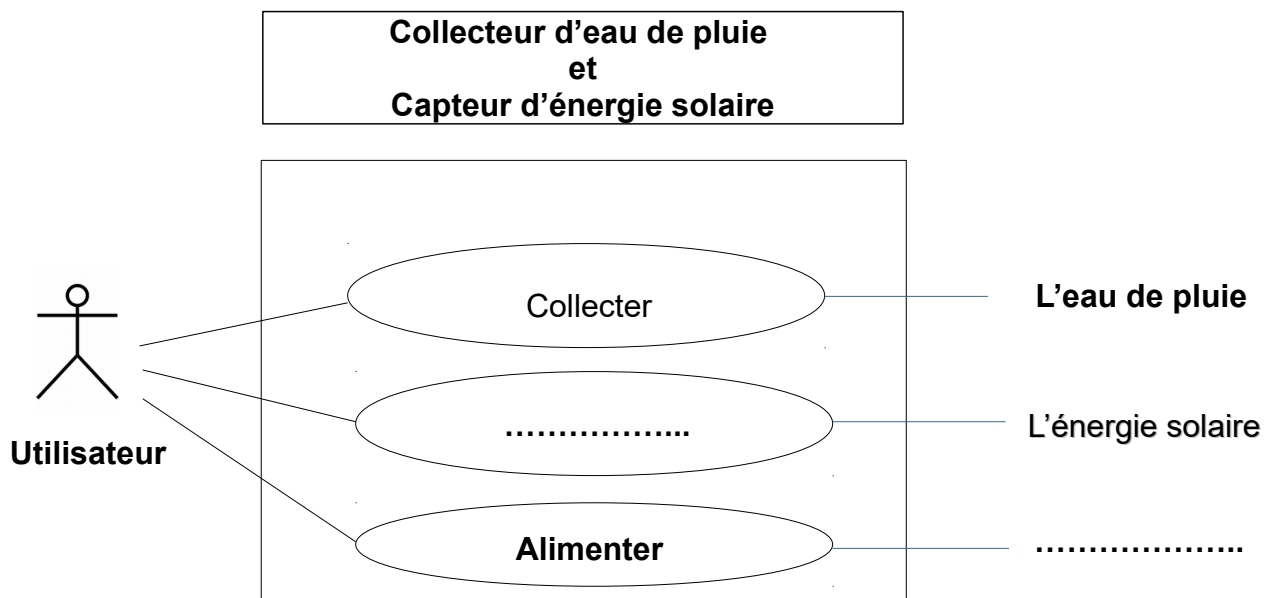 Collecteur d’eau de pluie
et
Capteur d’énergie solaire
Collecter
L’eau de pluie
………………...
L’énergie solaire
Utilisateur
Alimenter
…………………..